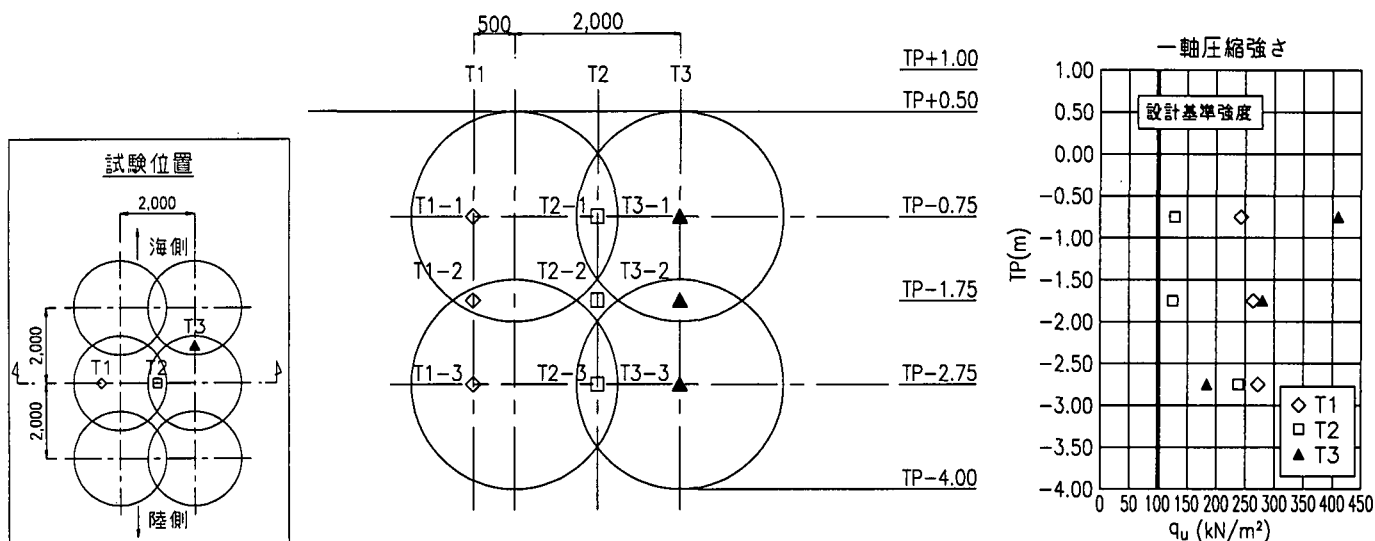 試験位置
2,000
海側
T3
T1
T2
2,000
2,000
陸側
500
2,000
T1
T2
T3
TP+1.00
TP+0.50
T1-1
T2-1
T3-1
TP-0.75
T1-2
T2-2
T3-2
TP-1.75
T1-3
T2-3
T3-3
TP-2.75
TP-4.00
一軸圧縮強さ
設計基準強度
TP(m)
1.00
0.50
0.00
-0.50
-1.00
-1.50
-2.00
-2.50
-3.00
-3.50
-4.00
T1
T2
T3
0 50 100 150 200 250 300 350 400 450
qu (kN/m²)